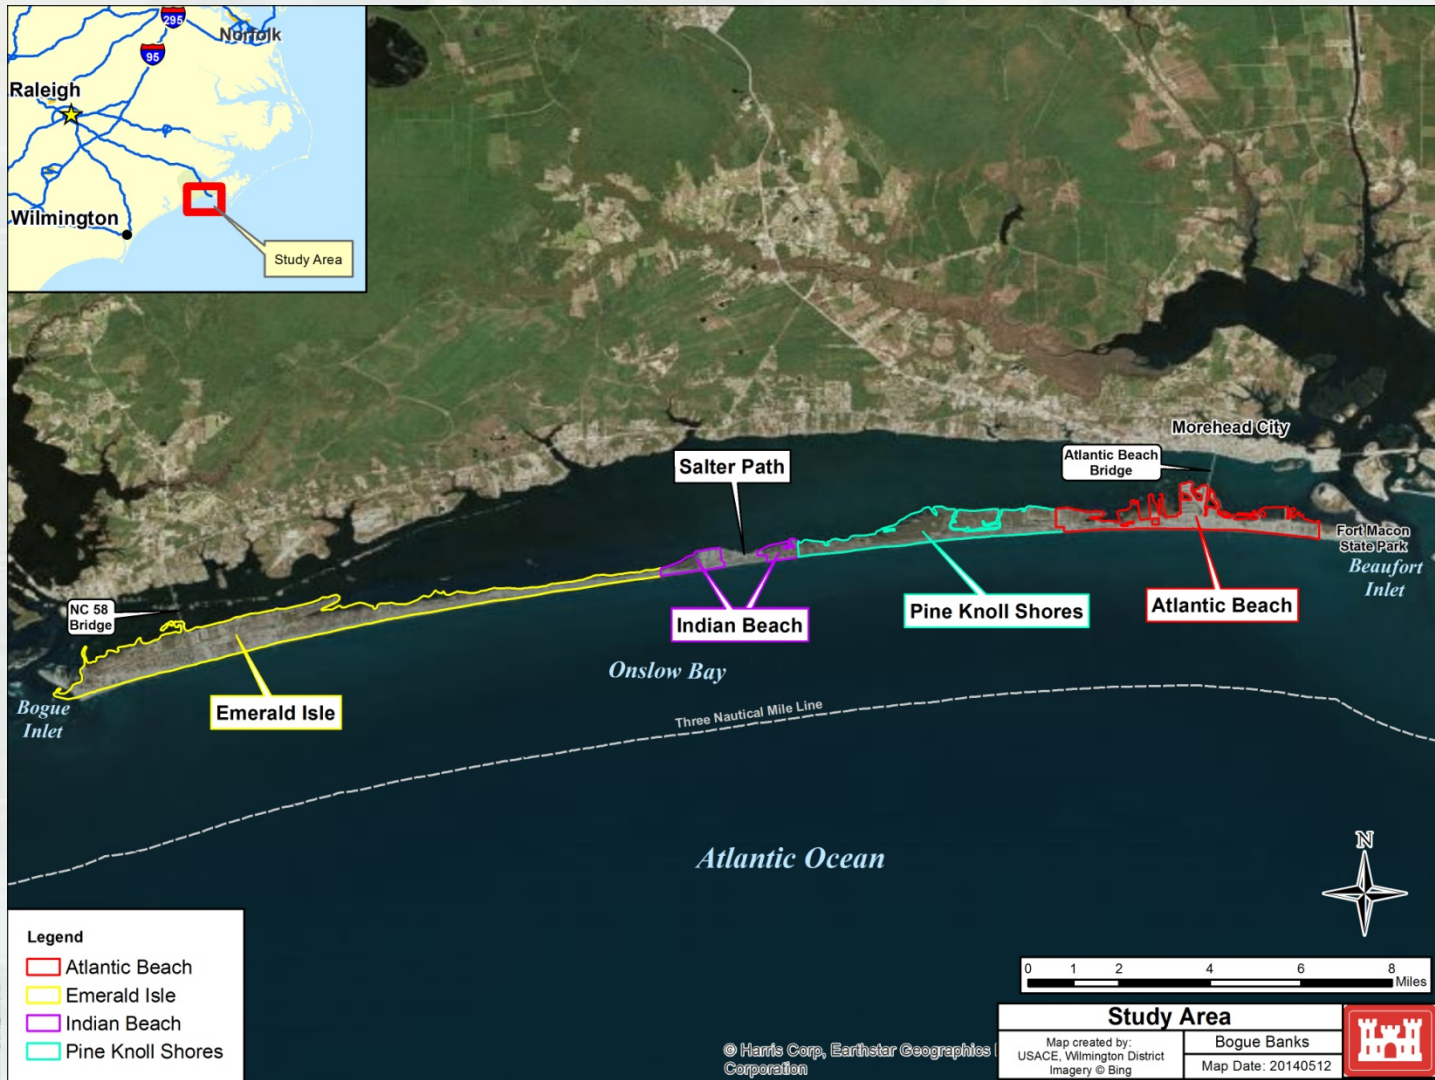 295
Norfolk
95
Raleigh
Wilmington
Study Area
Morehead City
Atlantic Beach
Bridge
Salter Path
Fort Macon
State Park
Beaufort
Inlet
NC 58
Bridge
Indian Beach
Pine Knoll Shores
Atlantic Beach
Onslow Bay
Bogue
Inlet
Emerald Isle
Three Nautical Mile Line
Atlantic Ocean
N
Legend
Atlantic Beach
Emerald Isle
Indian Beach
Pine Knoll Shores
0 1 2 4 6 8
Miles
Study Area
Map created by:
USACE, Wilmington District
Imagery © Bing
Bogue Banks
Map Date: 20140512
© Harris Corp, Earthstar Geographics
Corporation